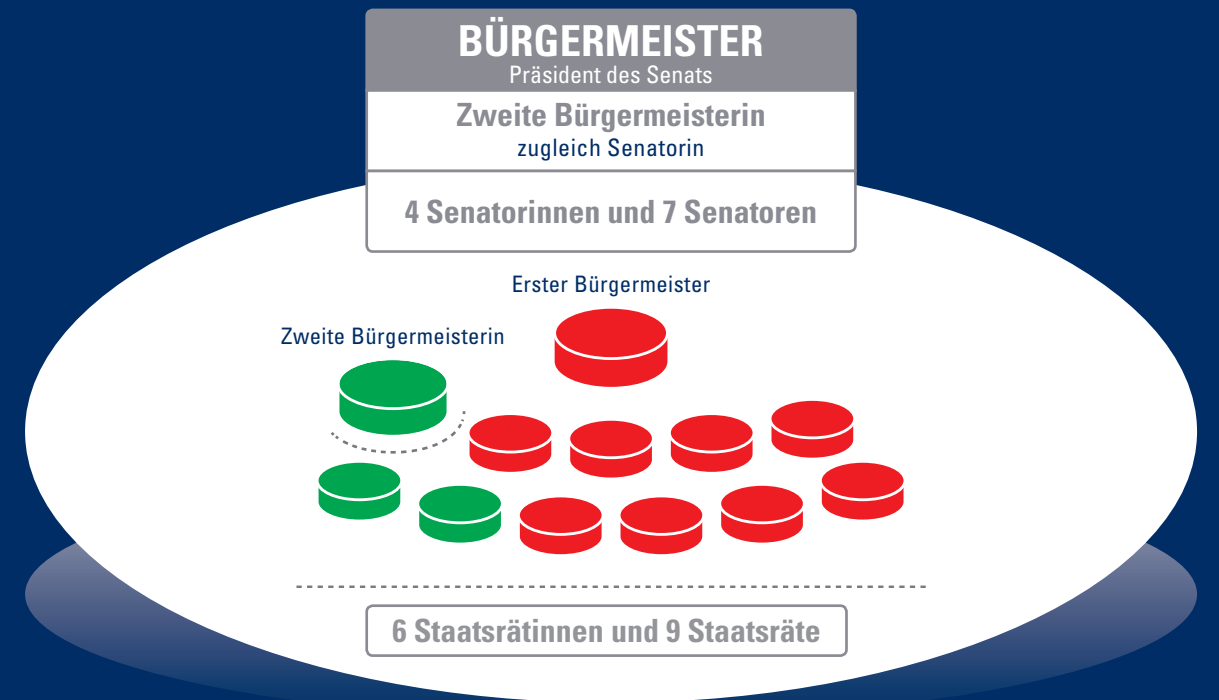 BÜRGERMEISTER
Präsident des Senats
Zweite Bürgermeisterin
zugleich Senatorin
4 Senatorinnen und 7 Senatoren
Erster Bürgermeister
Zweite Bürgermeisterin
6 Staatsrätinnen und 9 Staatsräte